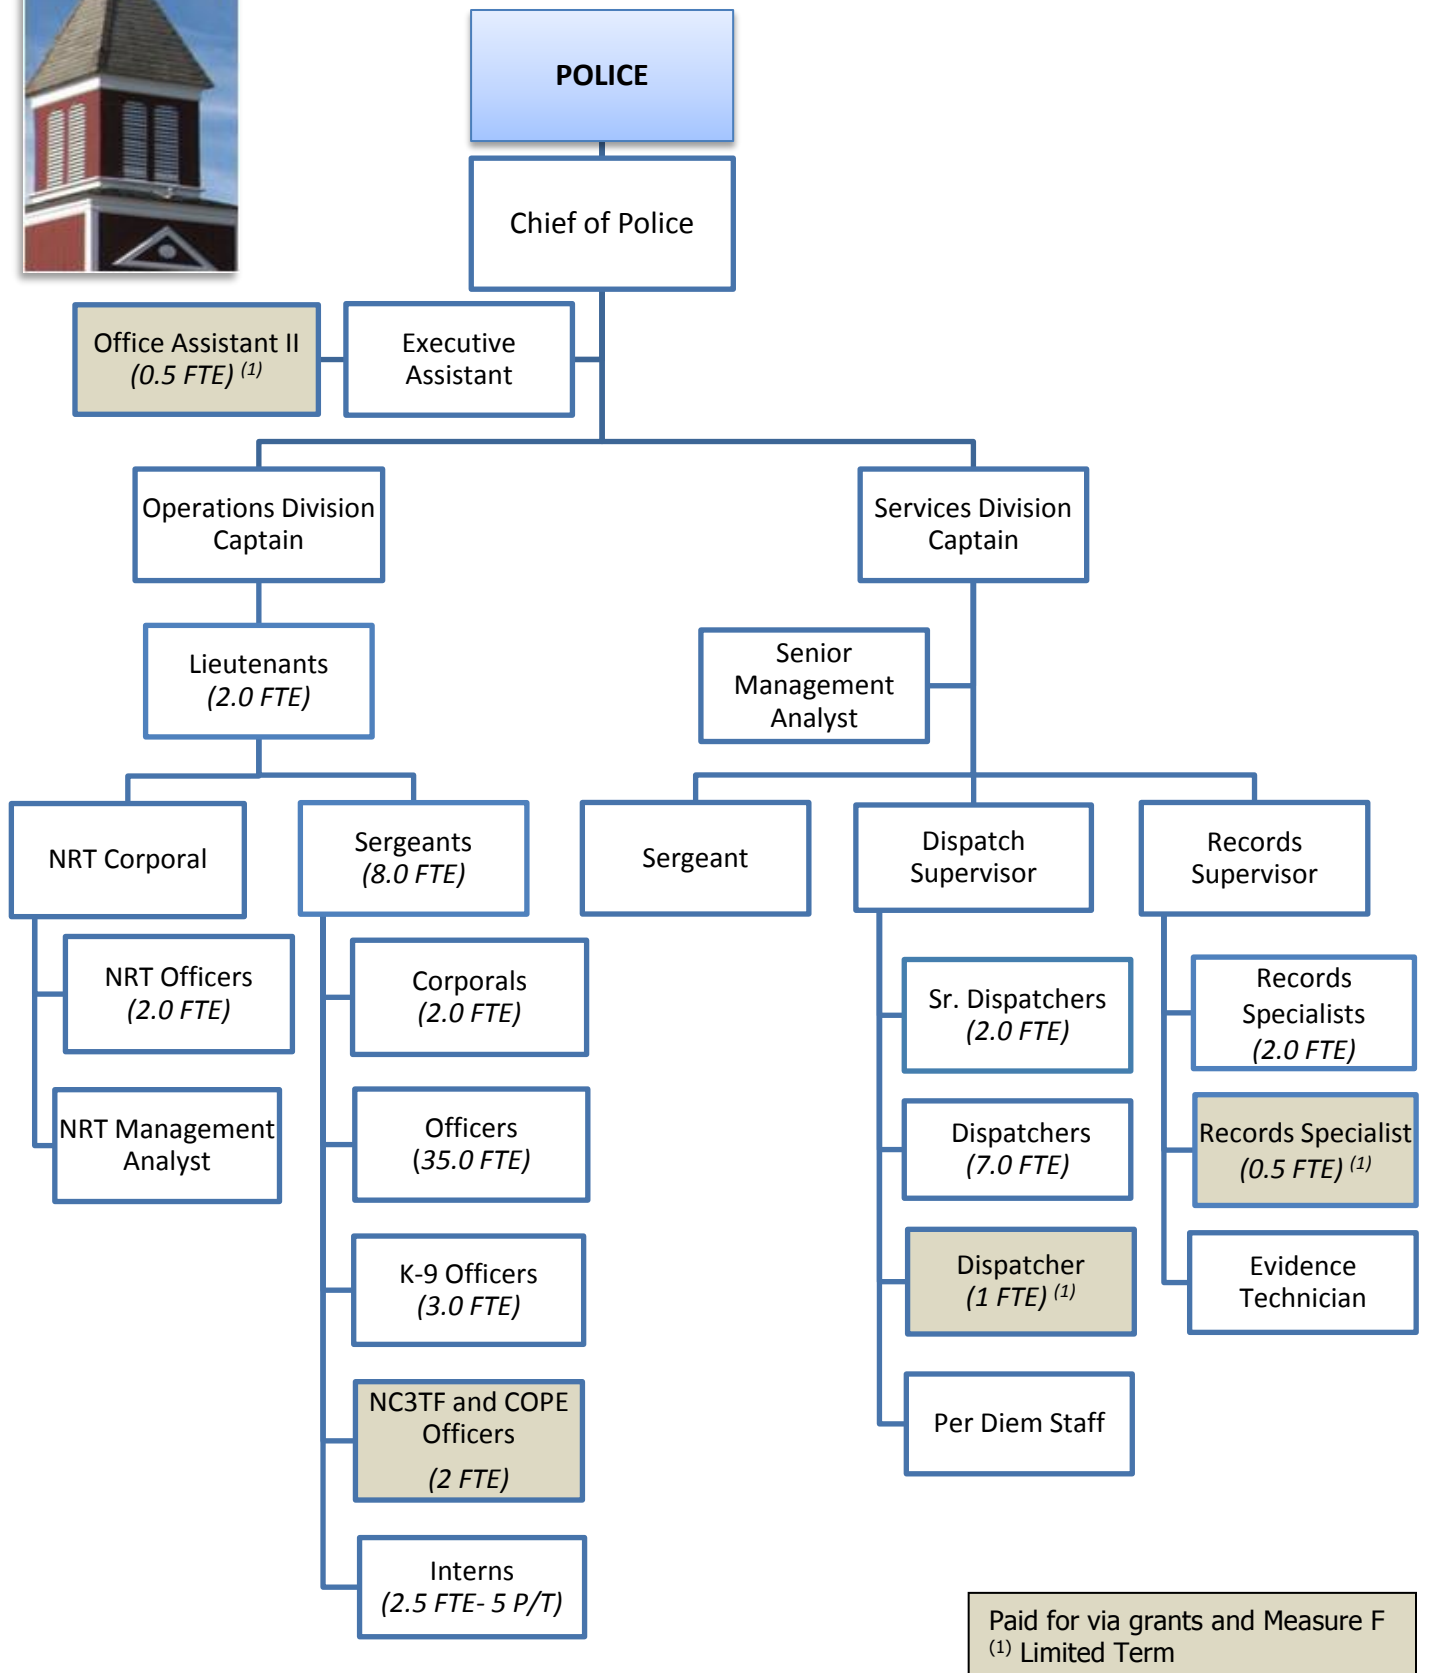 POLICE
Chief of Police
Office Assistant II
(0.5 FTE) (1)
Executive
Assistant
Operations Division
Captain
Services Division
Captain
Lieutenants
(2.0 FTE)
Senior
Management
Analyst
NRT Corporal
Sergeants
(8.0 FTE)
Sergeant
Dispatch
Supervisor
Records
Supervisor
NRT Officers
(2.0 FTE)
NRT Management
Analyst
Corporals
(2.0 FTE)
Officers
(35.0 FTE)
K-9 Officers
(3.0 FTE)
NC3TF and COPE
Officers
(2 FTE)
Interns
(2.5 FTE- 5 P/T)
Sr. Dispatchers
(2.0 FTE)
Dispatchers
(7.0 FTE)
Dispatcher
(1 FTE) (1)
Per Diem Staff
Records
Specialists
(2.0 FTE)
Records Specialist
(0.5 FTE) (1)
Evidence
Technician
Paid for via grants and Measure F
(1) Limited Term